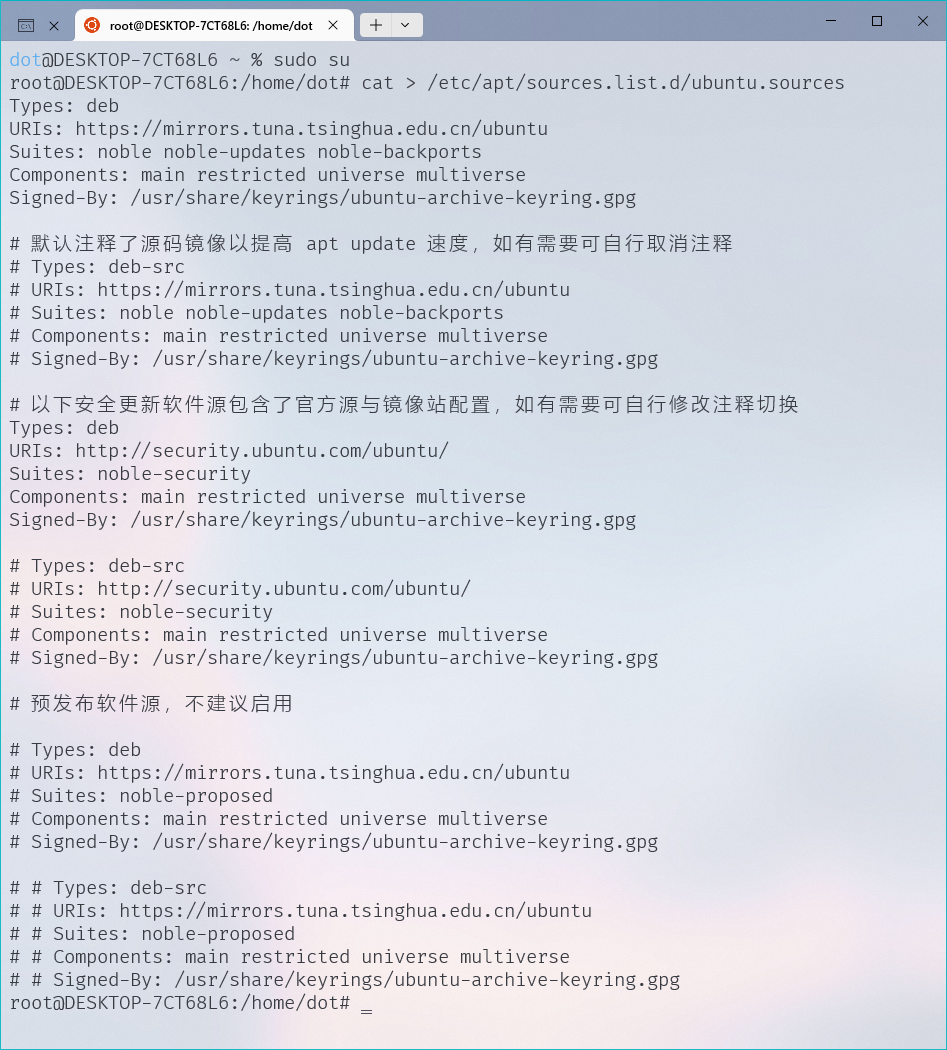 root@DESKTOP-7CT68L6: /home/dot
dot@DESKTOP-7CT68L6 ~ % sudo su
root@DESKTOP-7CT68L6:/home/dot# cat > /etc/apt/sources.list.d/ubuntu.sources
Types: deb
URIs: https://mirrors.tuna.tsinghua.edu.cn/ubuntu
Suites: noble noble-updates noble-backports
Components: main restricted universe multiverse
Signed-By: /usr/share/keyrings/ubuntu-archive-keyring.gpg

# 默认注释了源码镜像以提高 apt update 速度，如有需要可自行取消注释
# Types: deb-src
# URIs: https://mirrors.tuna.tsinghua.edu.cn/ubuntu
# Suites: noble noble-updates noble-backports
# Components: main restricted universe multiverse
# Signed-By: /usr/share/keyrings/ubuntu-archive-keyring.gpg

# 以下安全更新软件源包含了官方源与镜像站配置，如有需要可自行修改注释切换
Types: deb
URIs: http://security.ubuntu.com/ubuntu/
Suites: noble-security
Components: main restricted universe multiverse
Signed-By: /usr/share/keyrings/ubuntu-archive-keyring.gpg

# Types: deb-src
# URIs: http://security.ubuntu.com/ubuntu/
# Suites: noble-security
# Components: main restricted universe multiverse
# Signed-By: /usr/share/keyrings/ubuntu-archive-keyring.gpg

# 预发布软件源，不建议启用

# Types: deb
# URIs: https://mirrors.tuna.tsinghua.edu.cn/ubuntu
# Suites: noble-proposed
# Components: main restricted universe multiverse
# Signed-By: /usr/share/keyrings/ubuntu-archive-keyring.gpg

# # Types: deb-src
# # URIs: https://mirrors.tuna.tsinghua.edu.cn/ubuntu
# # Suites: noble-proposed
# # Components: main restricted universe multiverse
# # Signed-By: /usr/share/keyrings/ubuntu-archive-keyring.gpg
root@DESKTOP-7CT68L6:/home/dot# _